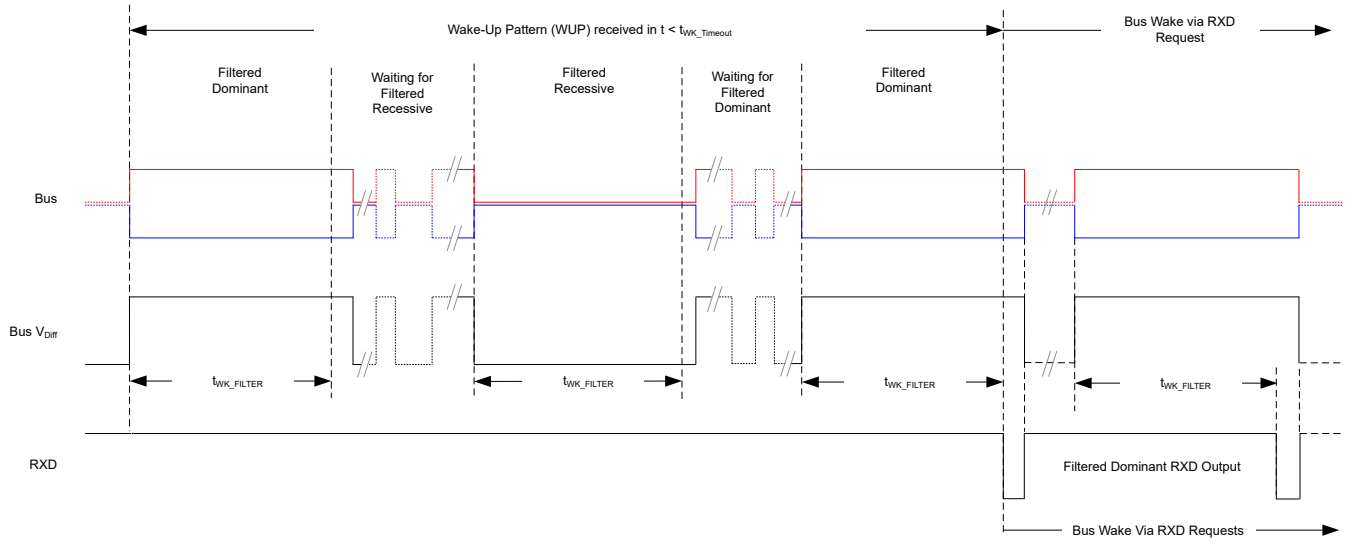 Wake-Up Pattern (WUP) received in t < tWK_Timeout
Bus Wake via RXD
Request
Filtered
Dominant
Waiting for
Filtered
Recessive
Filtered
Recessive
Waiting for
Filtered
Dominant
Filtered
Dominant
Bus
Bus VDiff
tWK_FILTER
tWK_FILTER
tWK_FILTER
tWK_FILTER
RXD
Filtered Dominant RXD Output
Bus Wake Via RXD Requests